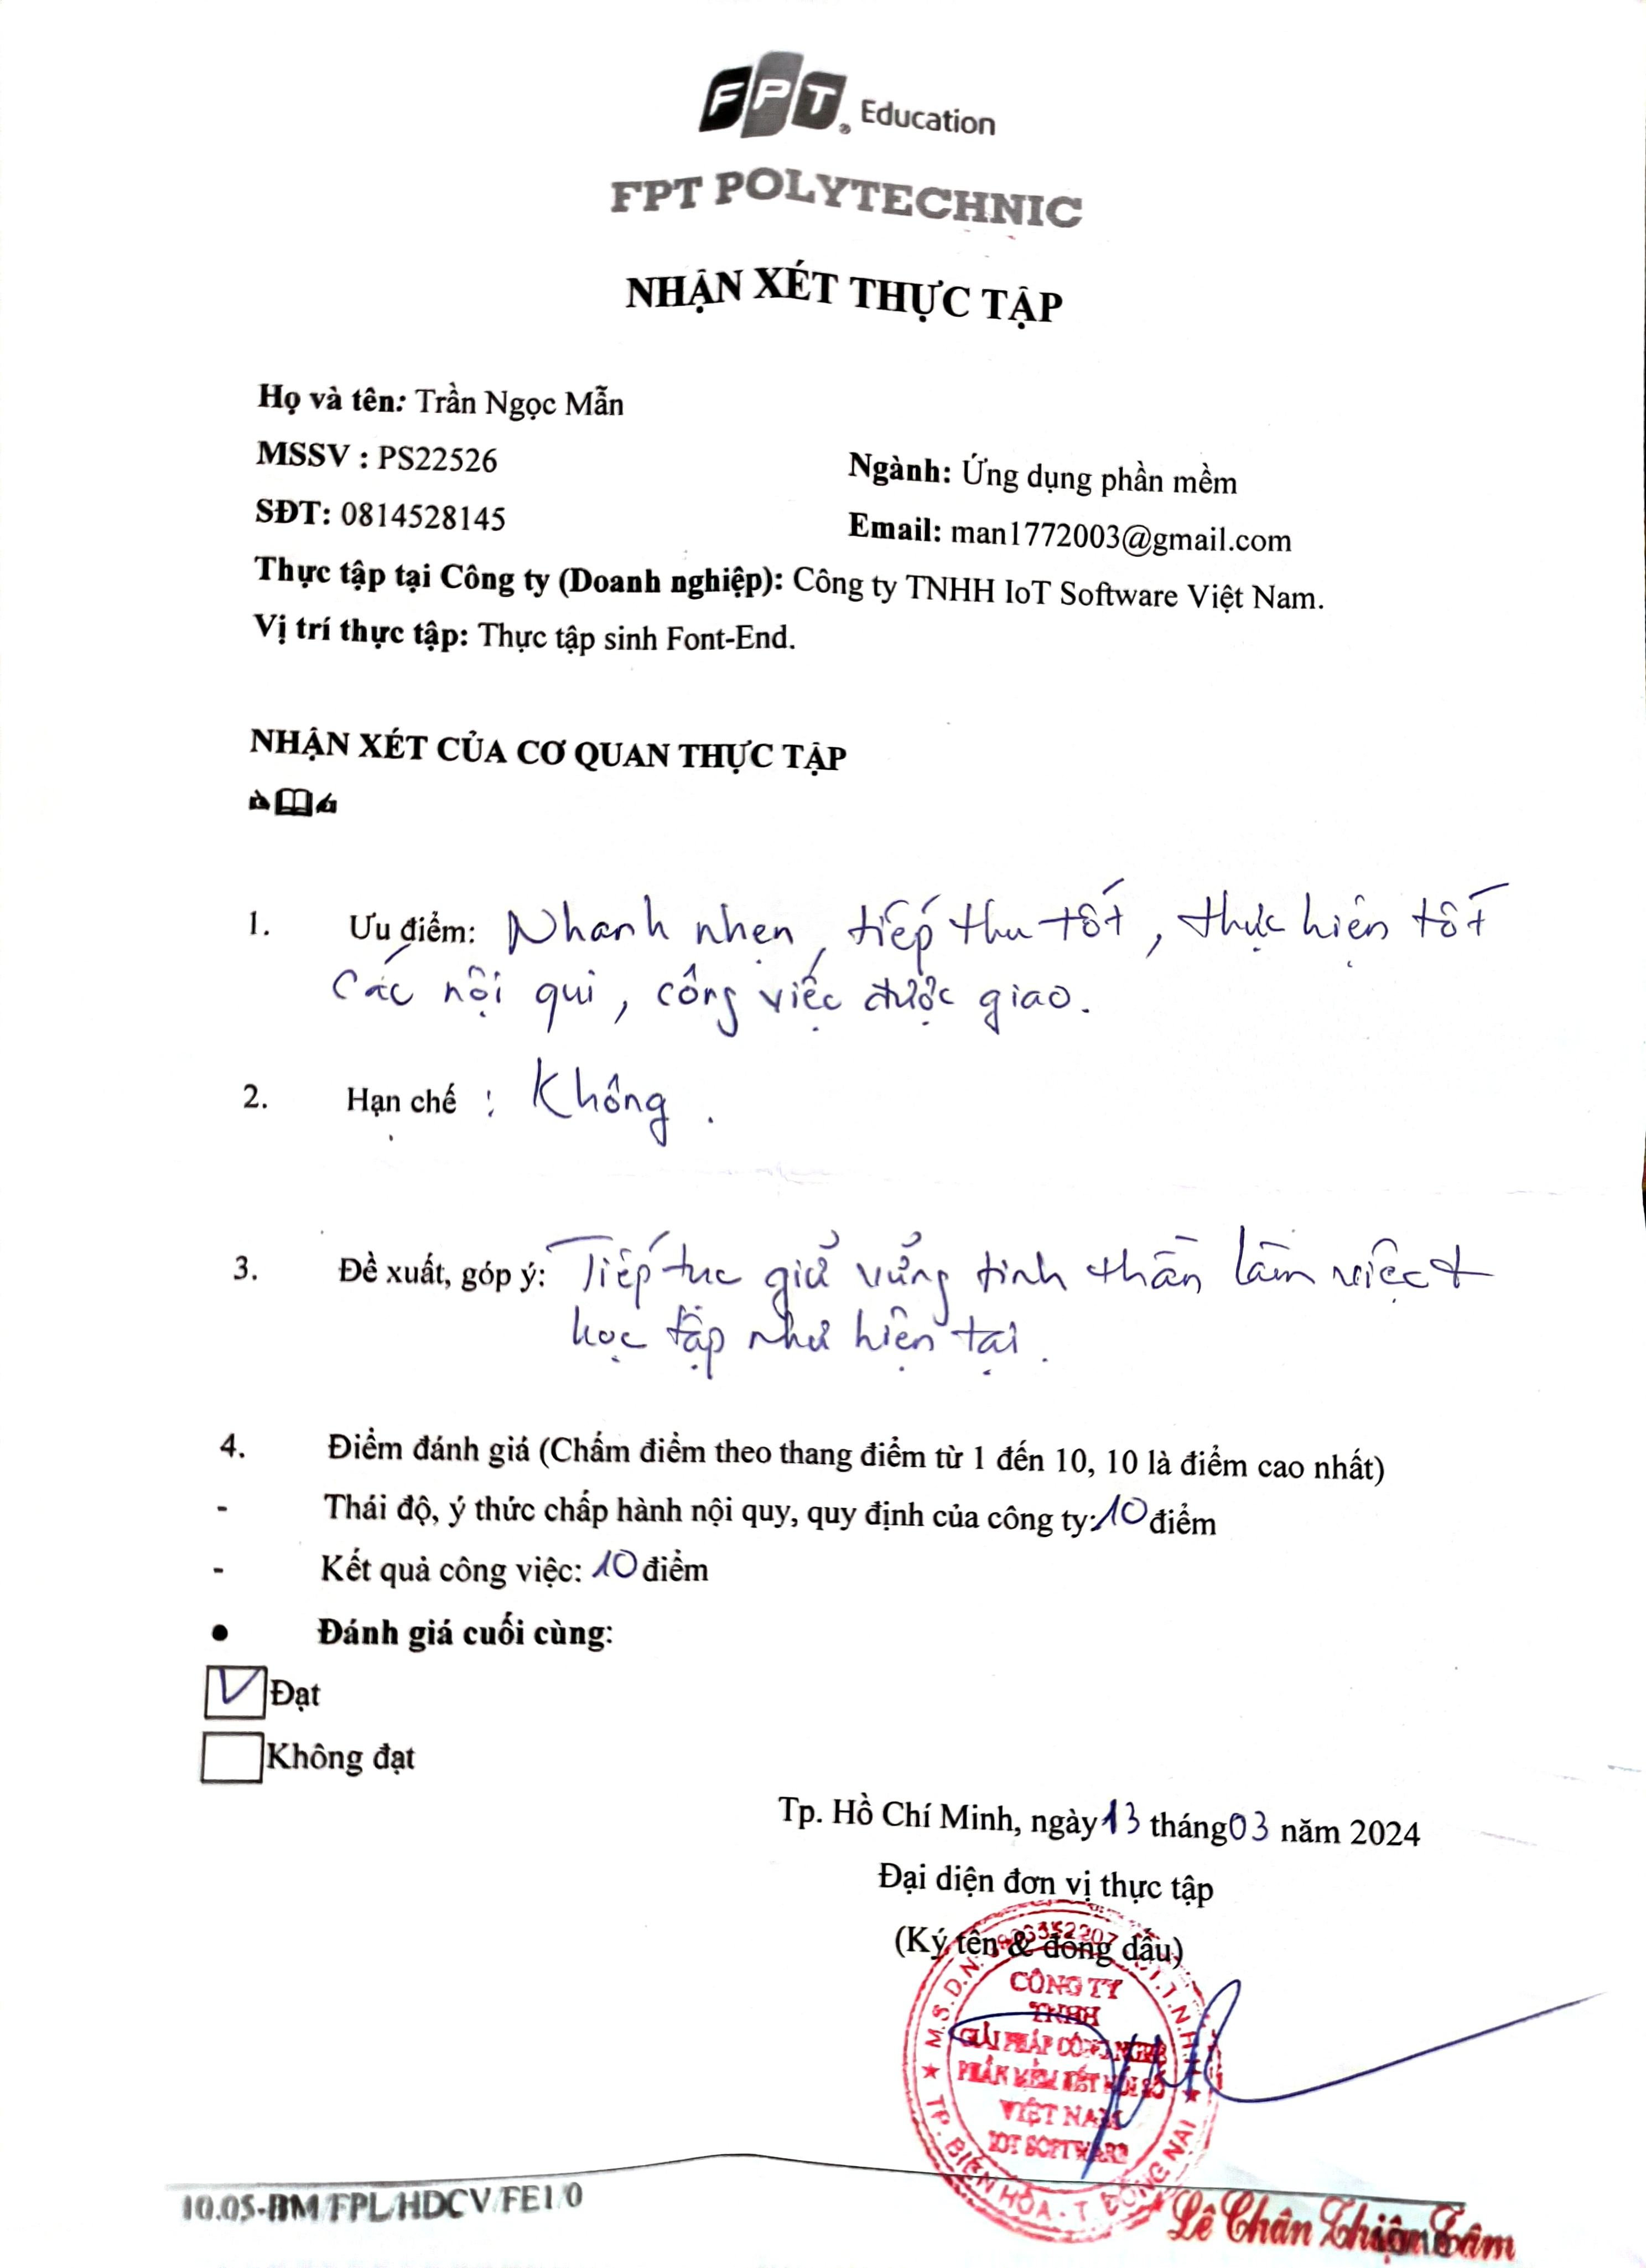 FPT Education
FPT POLYTECHNIC
NHẬN XÉT THỰC TẬP
Họ và tên: Trần Ngọc Mẫn
MSSV : PS22526 Ngành: Ứng dụng phần mềm
SĐT: 0814528145 Email: man1772003@gmail.com
Thực tập tại Công ty (Doanh nghiệp): Công ty TNHH IoT Software Việt Nam.
Vị trí thực tập: Thực tập sinh Font-End.
NHẬN XÉT CỦA CƠ QUAN THỰC TẬP
1. Ưu điểm: Nhanh nhẹn, tiếp thu tốt, thực hiện tốt
các nội qui, công việc được giao.
2. Hạn chế : Không.
3. Đề xuất, góp ý: Tiếp tục giữ vững tinh thần làm việc +
học tập như hiện tại.
4. Điểm đánh giá (Chấm điểm theo thang điểm từ 1 đến 10, 10 là điểm cao nhất)
- Thái độ, ý thức chấp hành nội quy, quy định của công ty: 10 điểm
- Kết quả công việc: 10 điểm
● Đánh giá cuối cùng:
Đạt
Không đạt
Tp. Hồ Chí Minh, ngày 13 tháng 03 năm 2024
Đại diện đơn vị thực tập
(Ký tên & đóng dấu)
M.S.D.N:
CÔNG TY
TNHH
GIẢI PHÁP CÔNG NGHỆ
PHẦN MỀM KẾT NỐI SỐ
VIỆT NAM
IOT SOFTWARE
TP. BIÊN HÒA - T. ĐỒNG NAI
Lê Chân Thiện Tâm
10.05-BM/FPL/HDCV/FE1.0